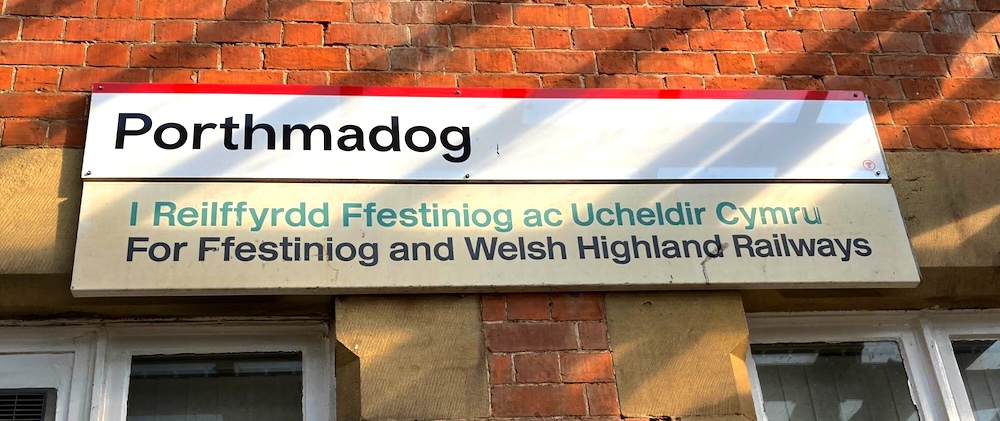 Porthmadog
I Reilffyrdd Ffestiniog ac Ucheldir Cymru
For Ffestiniog and Welsh Highland Railways